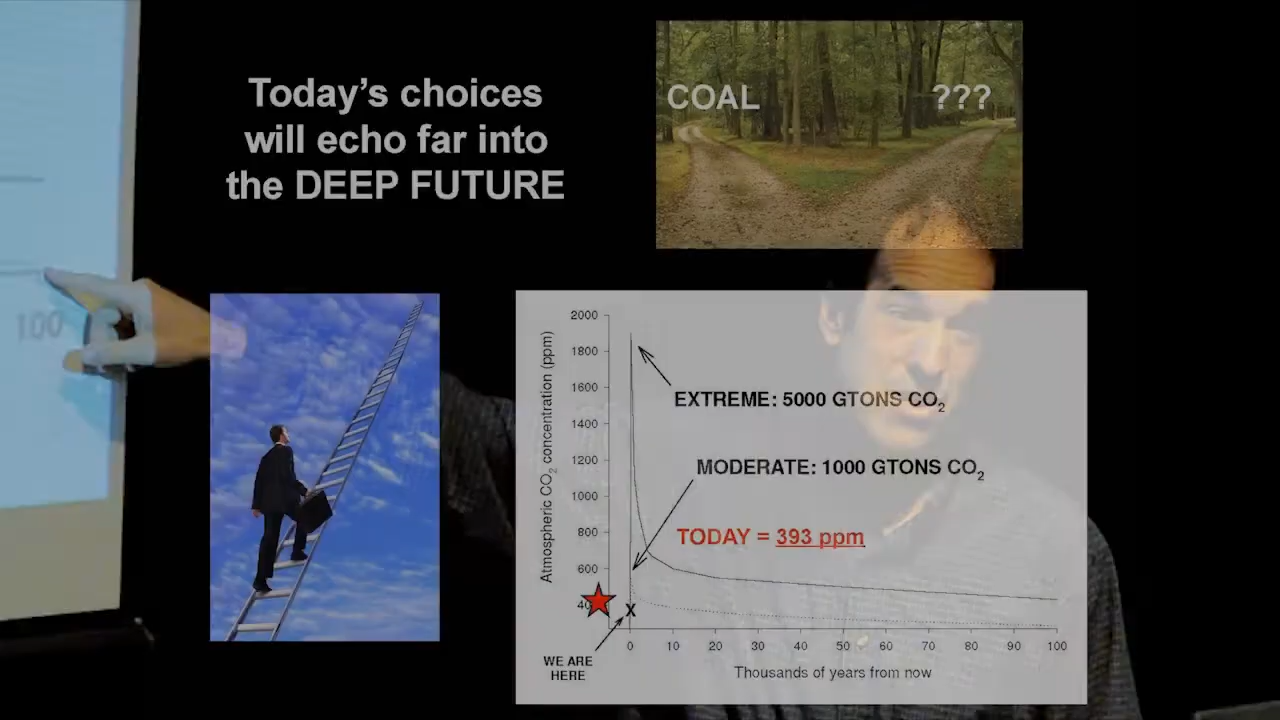 Today's choices
will echo far into
the DEEP FUTURE
COAL
???
100
Atmospheric CO2 concentration (ppm)
2000
1800
1600
1400
1200
1000
800
600
EXTREME: 5000 GTONS CO2
MODERATE: 1000 GTONS CO2
TODAY = 393 ppm
X
WE ARE
HERE
0 10 20 30 40 50 60 70 80 90 100
Thousands of years from now